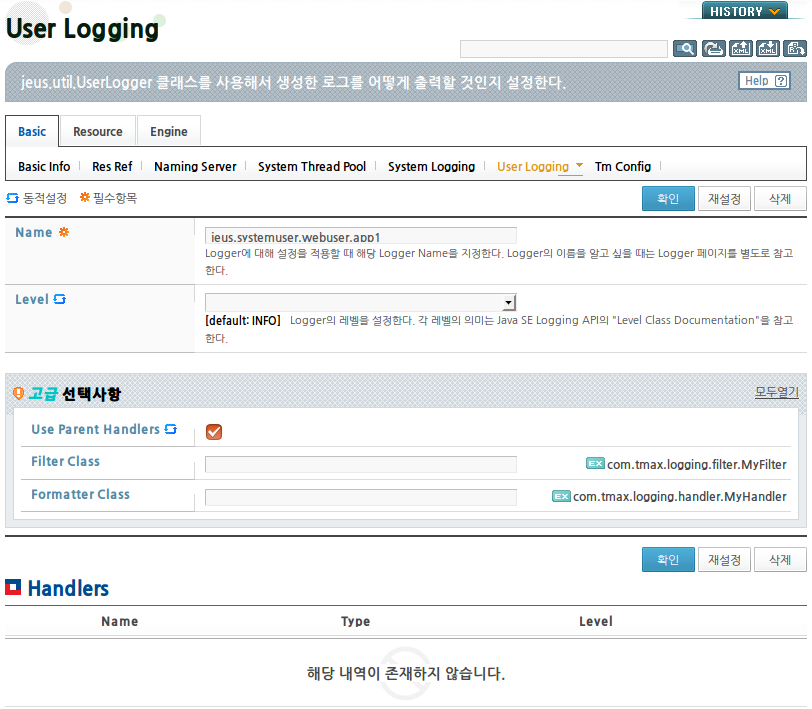 HISTORY
User Logging
XML XML
jeus.util.UserLogger 클래스를 사용해서 생성한 로그를 어떻게 출력할 것인지 설정한다.
Help ?
Basic Resource Engine
Basic Info Res Ref Naming Server System Thread Pool System Logging User Logging Tm Config
동적설정 필수항목 확인 재설정 삭제
Name
jeus.systemuser.webuser.app1
Logger에 대해 설정을 적용할 때 해당 Logger Name을 지정한다. Logger의 이름을 알고 싶을 때는 Logger 페이지를 별도로 참고
한다.
Level
[default: INFO] Logger의 레벨을 설정한다. 각 레벨의 의미는 Java SE Logging API의 "Level Class Documentation"을 참고
한다.
고급 선택사항 모두열기
Use Parent Handlers
Filter Class EX com.tmax.logging.filter.MyFilter
Formatter Class EX com.tmax.logging.handler.MyHandler
확인 재설정 삭제
Handlers
Name Type Level
해당 내역이 존재하지 않습니다.